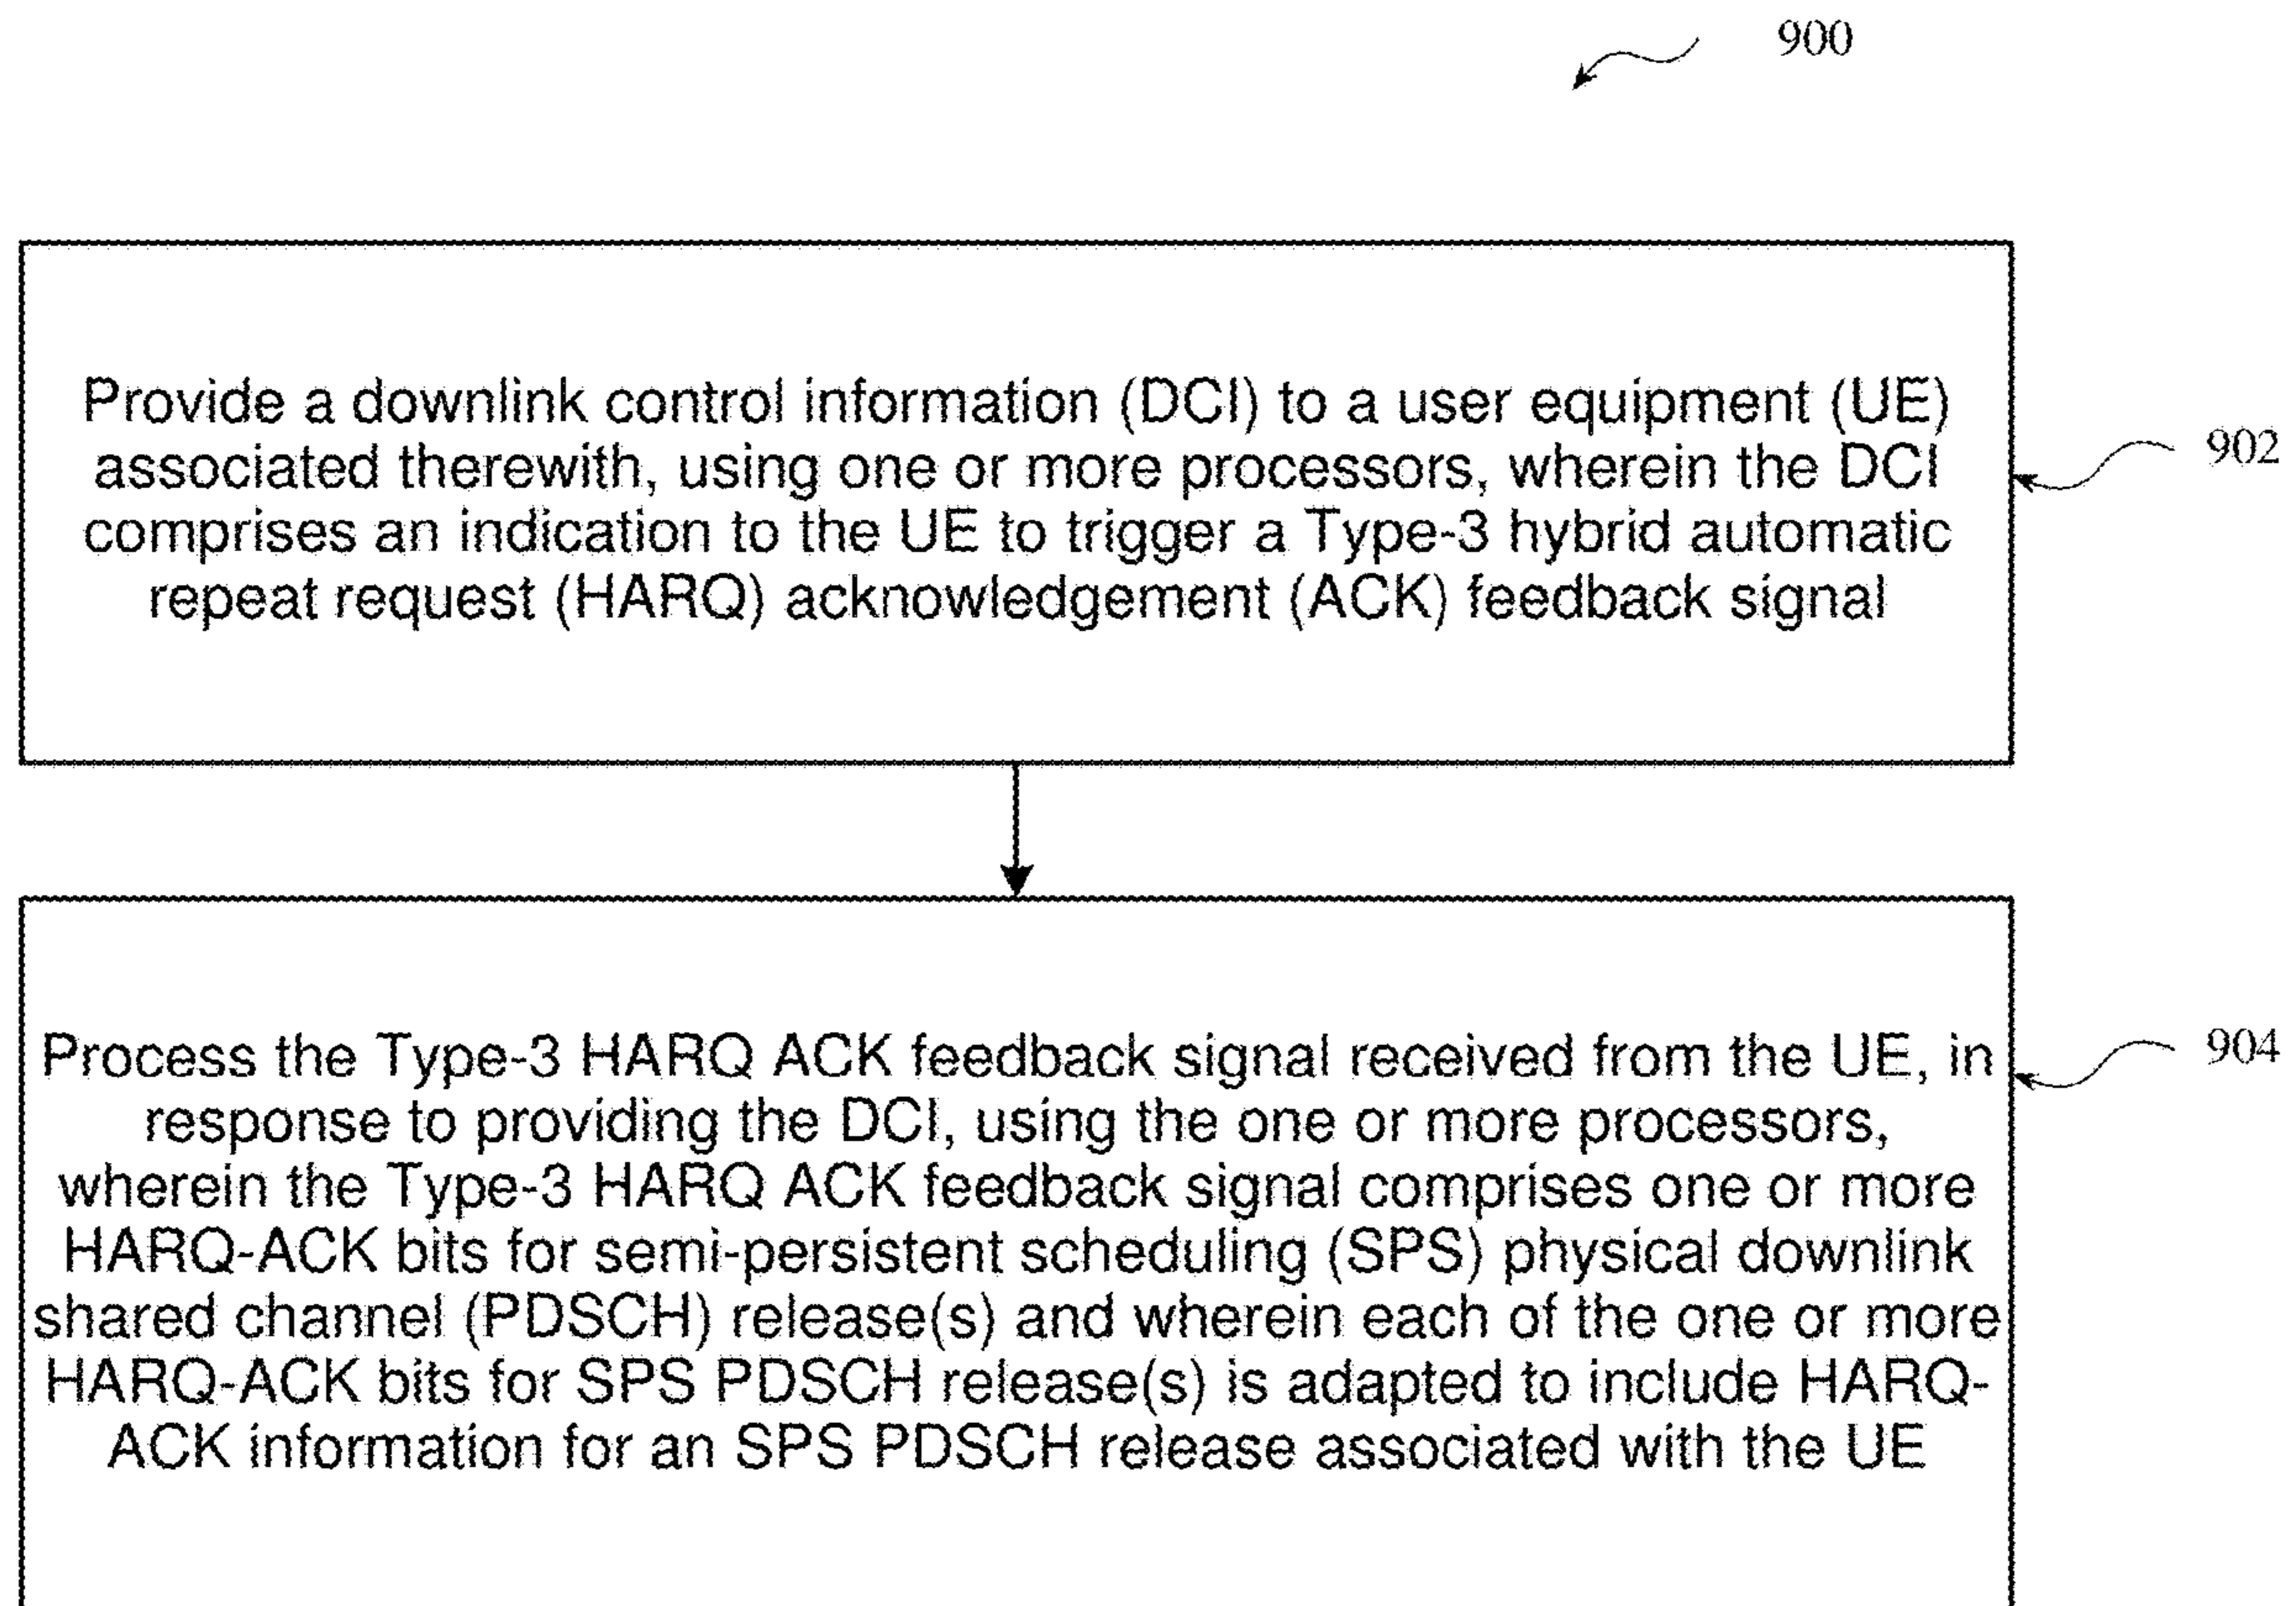 900
Provide a downlink control information (DCI) to a user equipment (UE)
associated therewith, using one or more processors, wherein the DCI
comprises an indication to the UE to trigger a Type-3 hybrid automatic
repeat request (HARQ) acknowledgement (ACK) feedback signal
902
Process the Type-3 HARQ ACK feedback signal received from the UE, in
response to providing the DCI, using the one or more processors,
wherein the Type-3 HARQ ACK feedback signal comprises one or more
HARQ-ACK bits for semi-persistent scheduling (SPS) physical downlink
shared channel (PDSCH) release(s) and wherein each of the one or more
HARQ-ACK bits for SPS PDSCH release(s) is adapted to include HARQ-
ACK information for an SPS PDSCH release associated with the UE
904